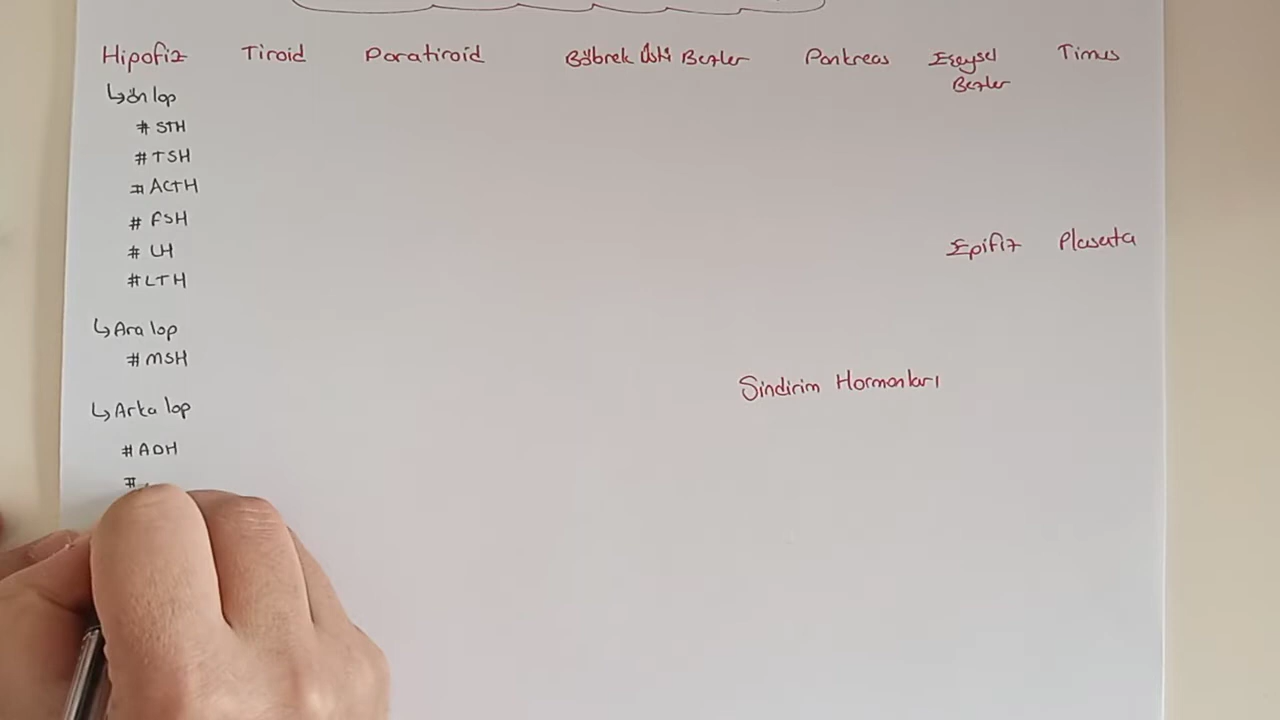 Hipofiz Tiroid Paratiroid Böbrek Üstü Bezler Pankreas Eşeysel Bezler Timus
↳ön lop
# STH
# TSH
# ACTH
# FSH
# LH
# LTH
Epifiz Plasenta
↳Ara lop
# MSH
Sindirim Hormonları
↳Arka lop
# ADH
#